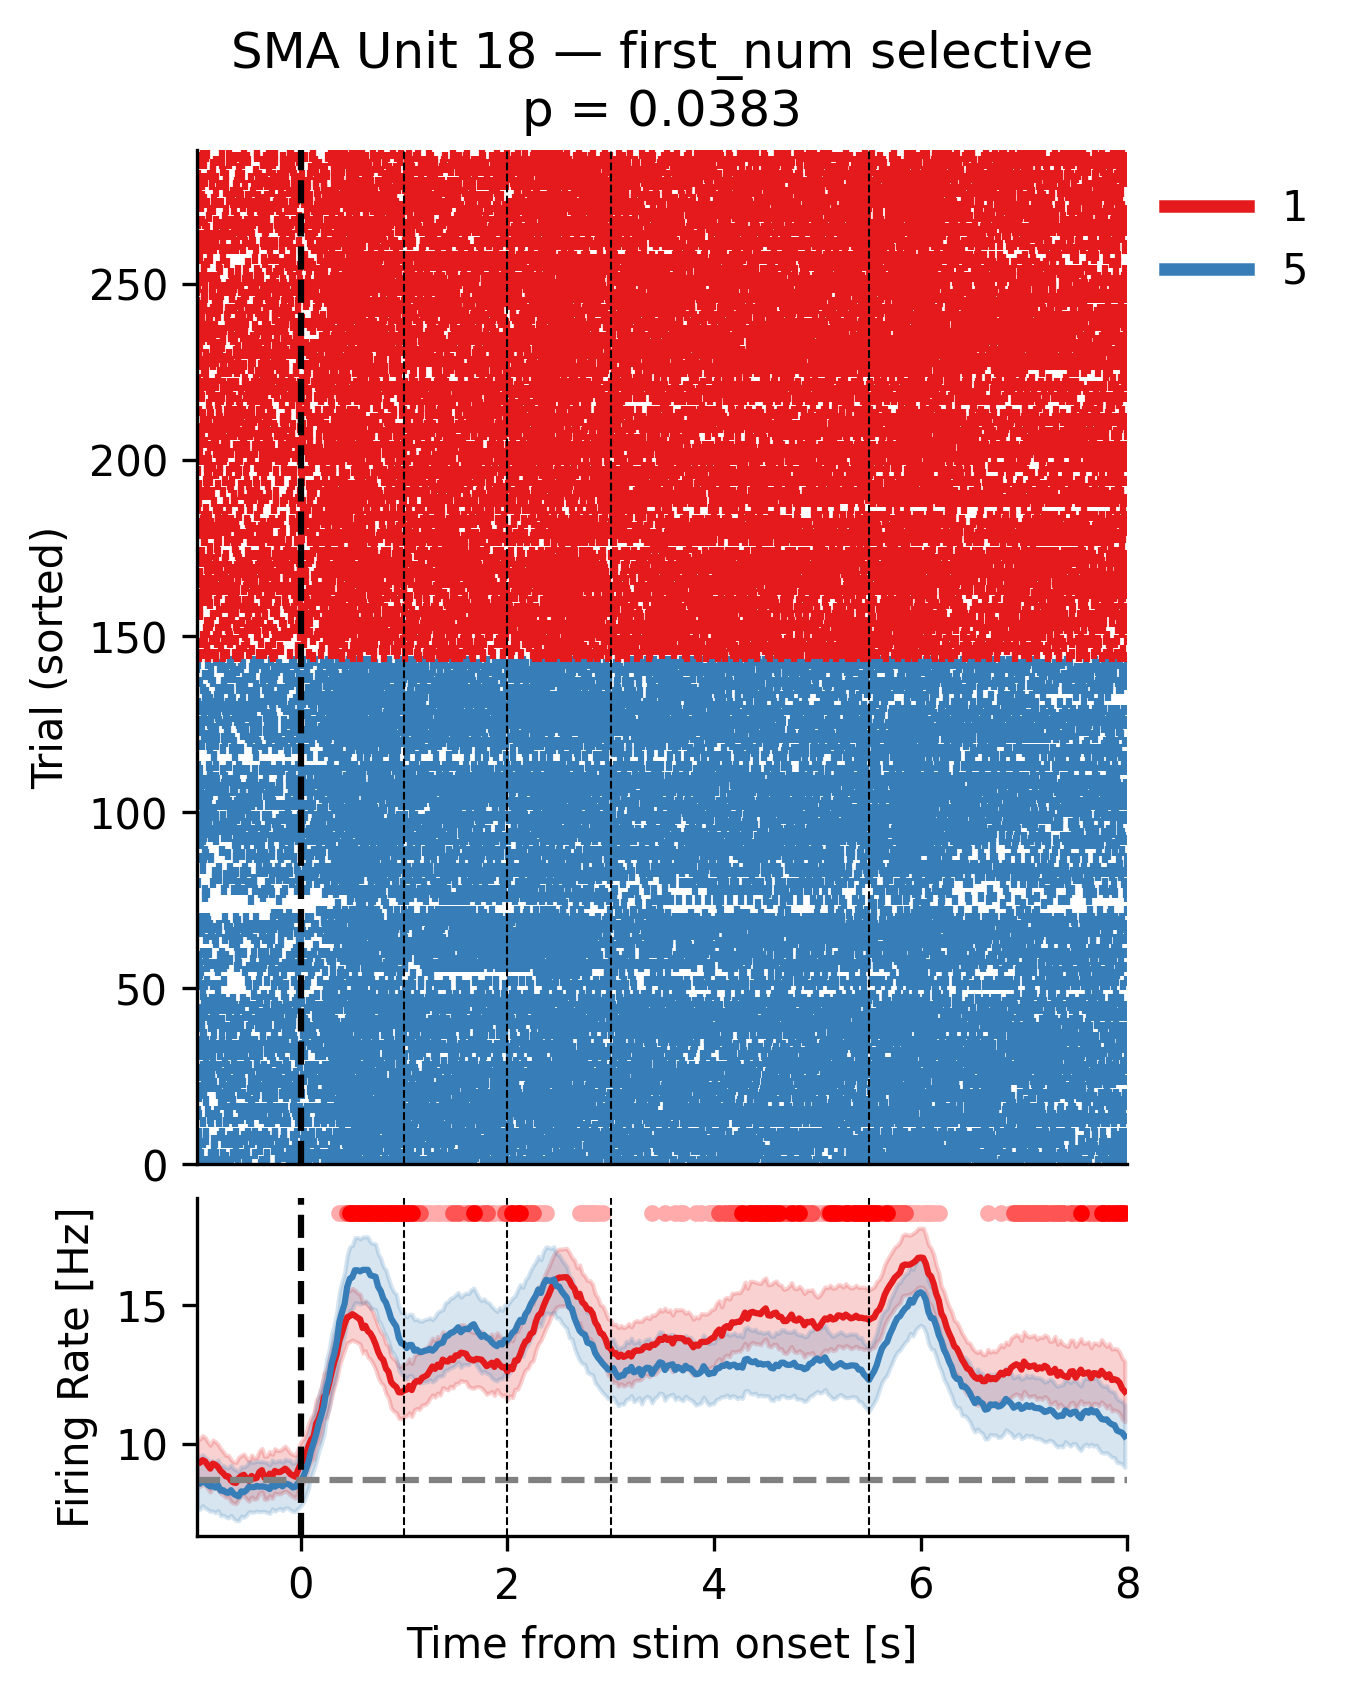 SMA Unit 18 — first_num selective
p = 0.0383
1
5
Trial (sorted)
250
200
150
100
50
0
Firing Rate [Hz]
15
10
0 2 4 6 8
Time from stim onset [s]